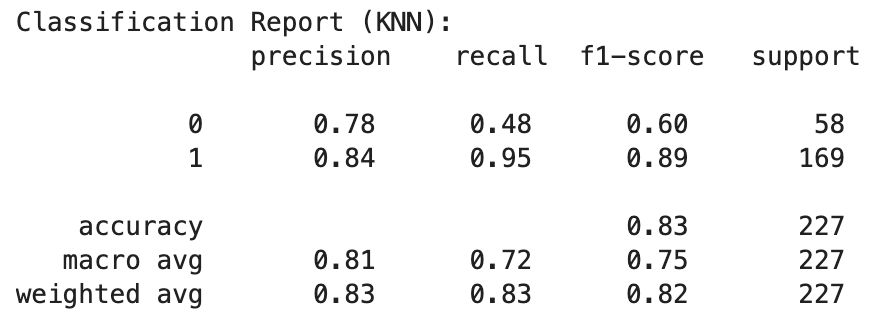 Classification Report (KNN):
precision recall f1-score support
0 0.78 0.48 0.60 58
1 0.84 0.95 0.89 169
accuracy 0.83 227
macro avg 0.81 0.72 0.75 227
weighted avg 0.83 0.83 0.82 227